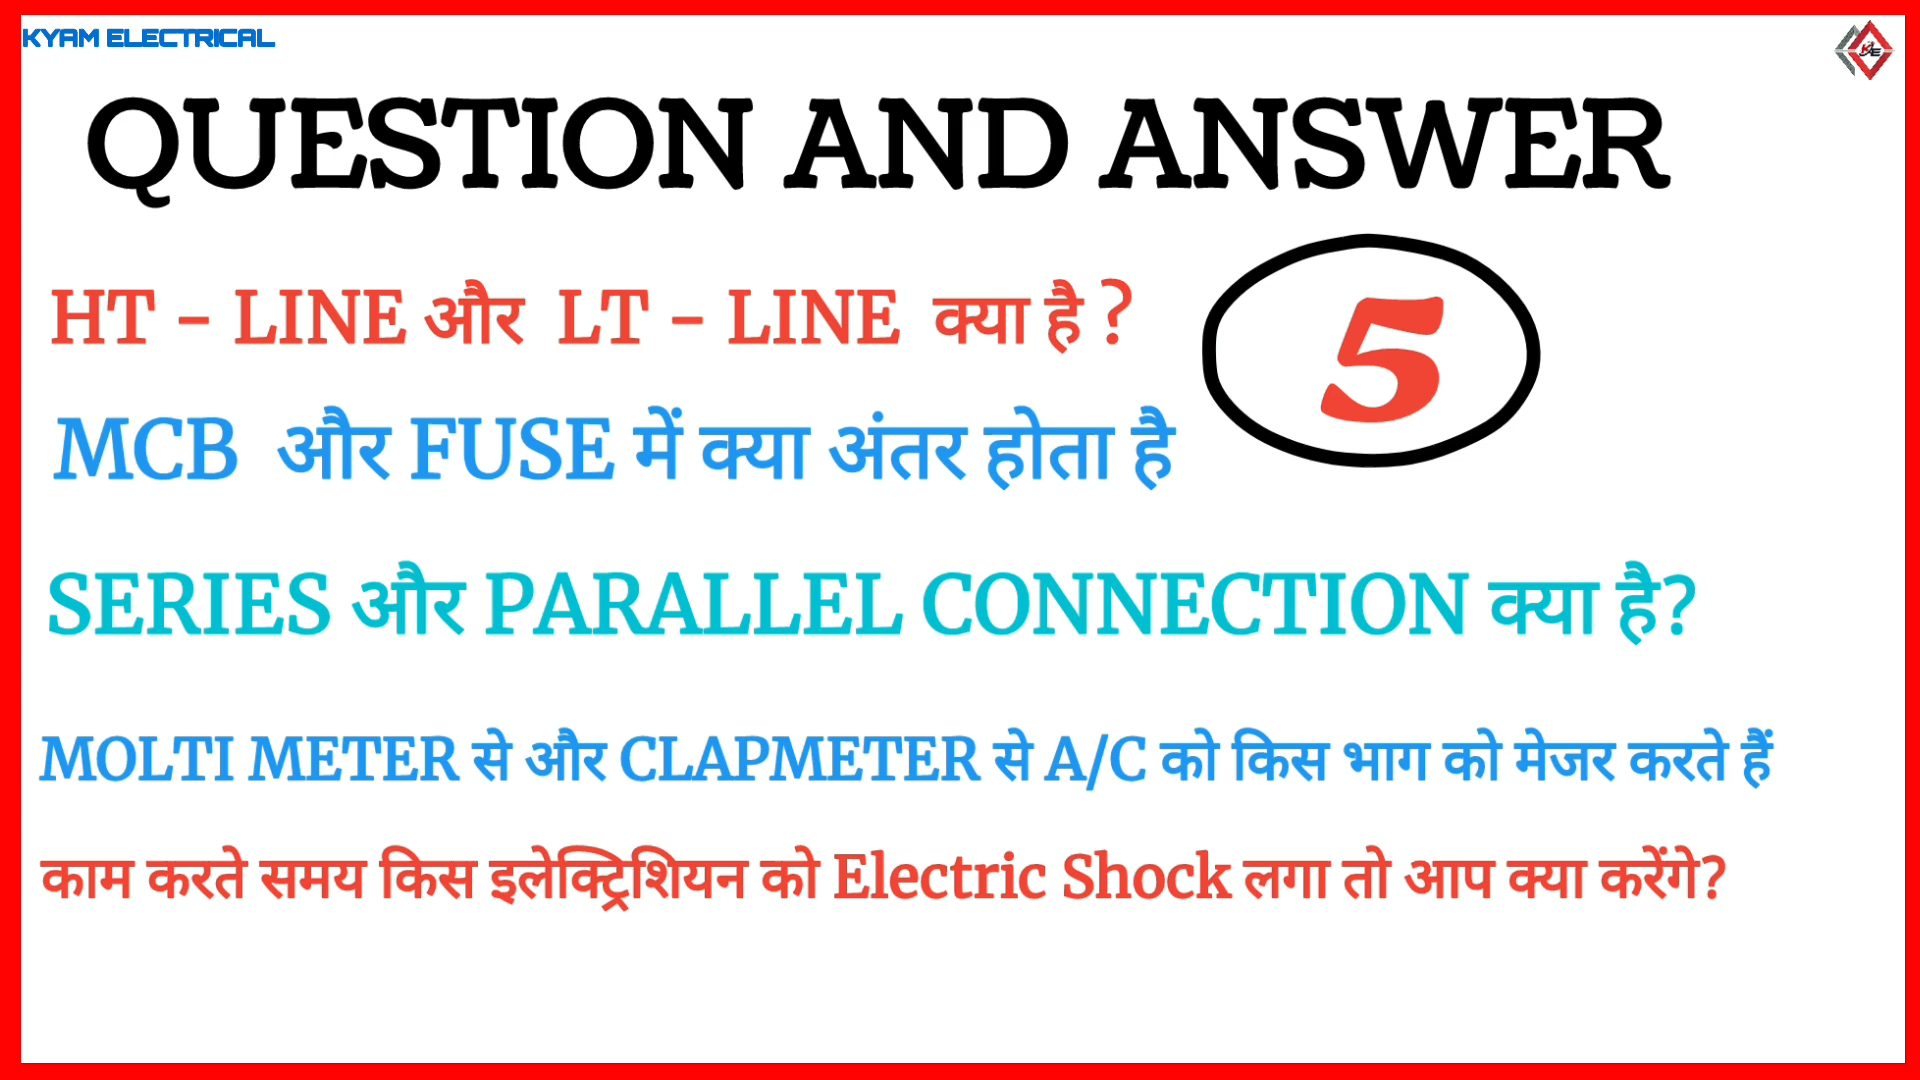 KYAM ELECTRICAL
KE
QUESTION AND ANSWER
HT - LINE और LT - LINE क्या है ?
5
MCB और FUSE में क्या अंतर होता है
SERIES और PARALLEL CONNECTION क्या है?
MOLTI METER से और CLAPMETER से A/C को किस भाग को मेजर करते हैं
काम करते समय किस इलेक्ट्रिशियन को Electric Shock लगा तो आप क्या करेंगे?